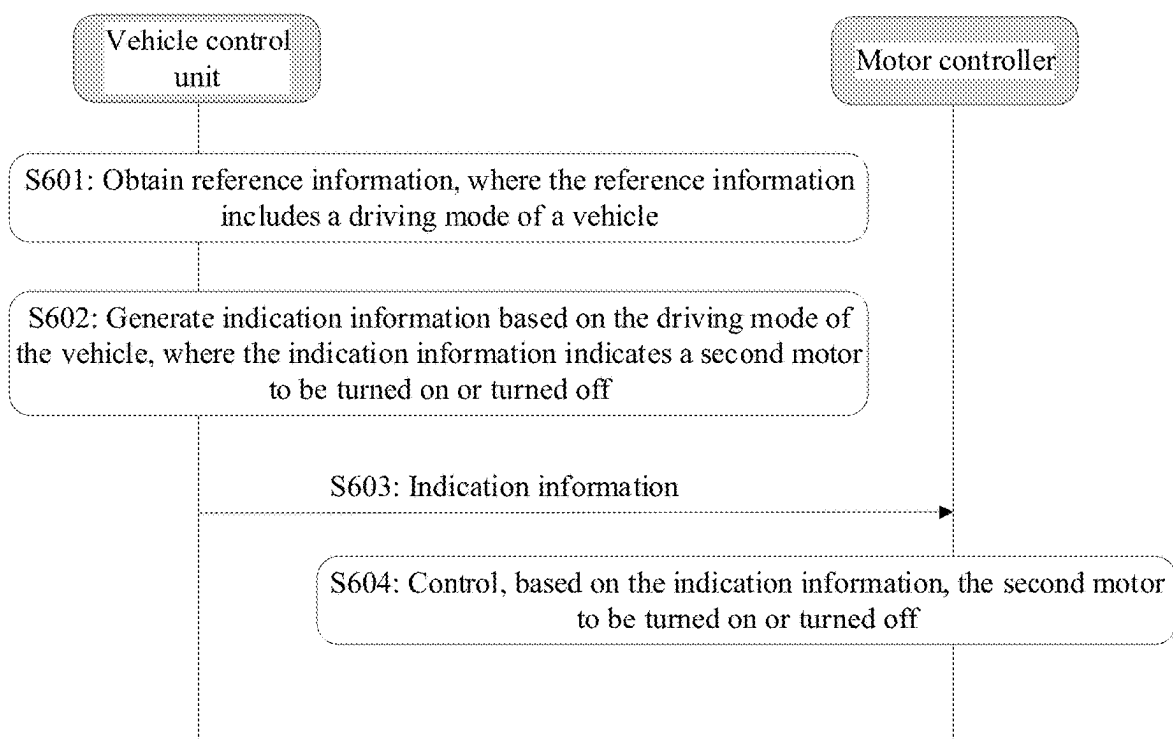 Vehicle control
unit
Motor controller
S601: Obtain reference information, where the reference information
includes a driving mode of a vehicle
S602: Generate indication information based on the driving mode of
the vehicle, where the indication information indicates a second motor
to be turned on or turned off
S603: Indication information
S604: Control, based on the indication information, the second motor
to be turned on or turned off